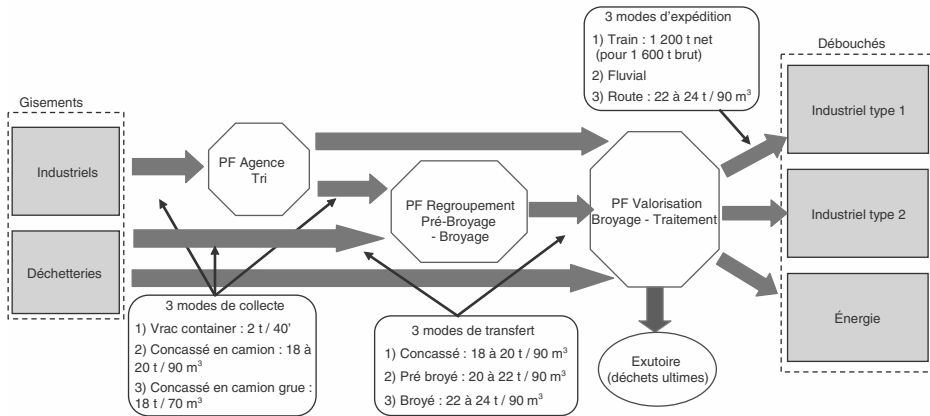 Gisements
Industriels
Déchetteries
PF Agence
Tri
3 modes de collecte
1) Vrac container : 2 t / 40’
2) Concassé en camion : 18 à
20 t / 90 m³
3) Concassé en camion grue :
18 t / 70 m³
PF Regroupement
Pré-Broyage
- Broyage
3 modes de transfert
1) Concassé : 18 à 20 t / 90 m³
2) Pré broyé : 20 à 22 t / 90 m³
3) Broyé : 22 à 24 t / 90 m³
3 modes d’expédition
1) Train : 1 200 t net
(pour 1 600 t brut)
2) Fluvial
3) Route : 22 à 24 t / 90 m³
PF Valorisation
Broyage - Traitement
Exutoire
(déchets ultimes)
Débouchés
Industriel type 1
Industriel type 2
Énergie